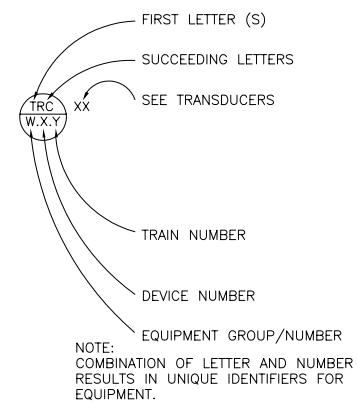 FIRST LETTER (S)
SUCCEEDING LETTERS
SEE TRANSDUCERS
TRC XX
W.X.Y
TRAIN NUMBER
DEVICE NUMBER
EQUIPMENT GROUP/NUMBER
NOTE:
COMBINATION OF LETTER AND NUMBER
RESULTS IN UNIQUE IDENTIFIERS FOR
EQUIPMENT.